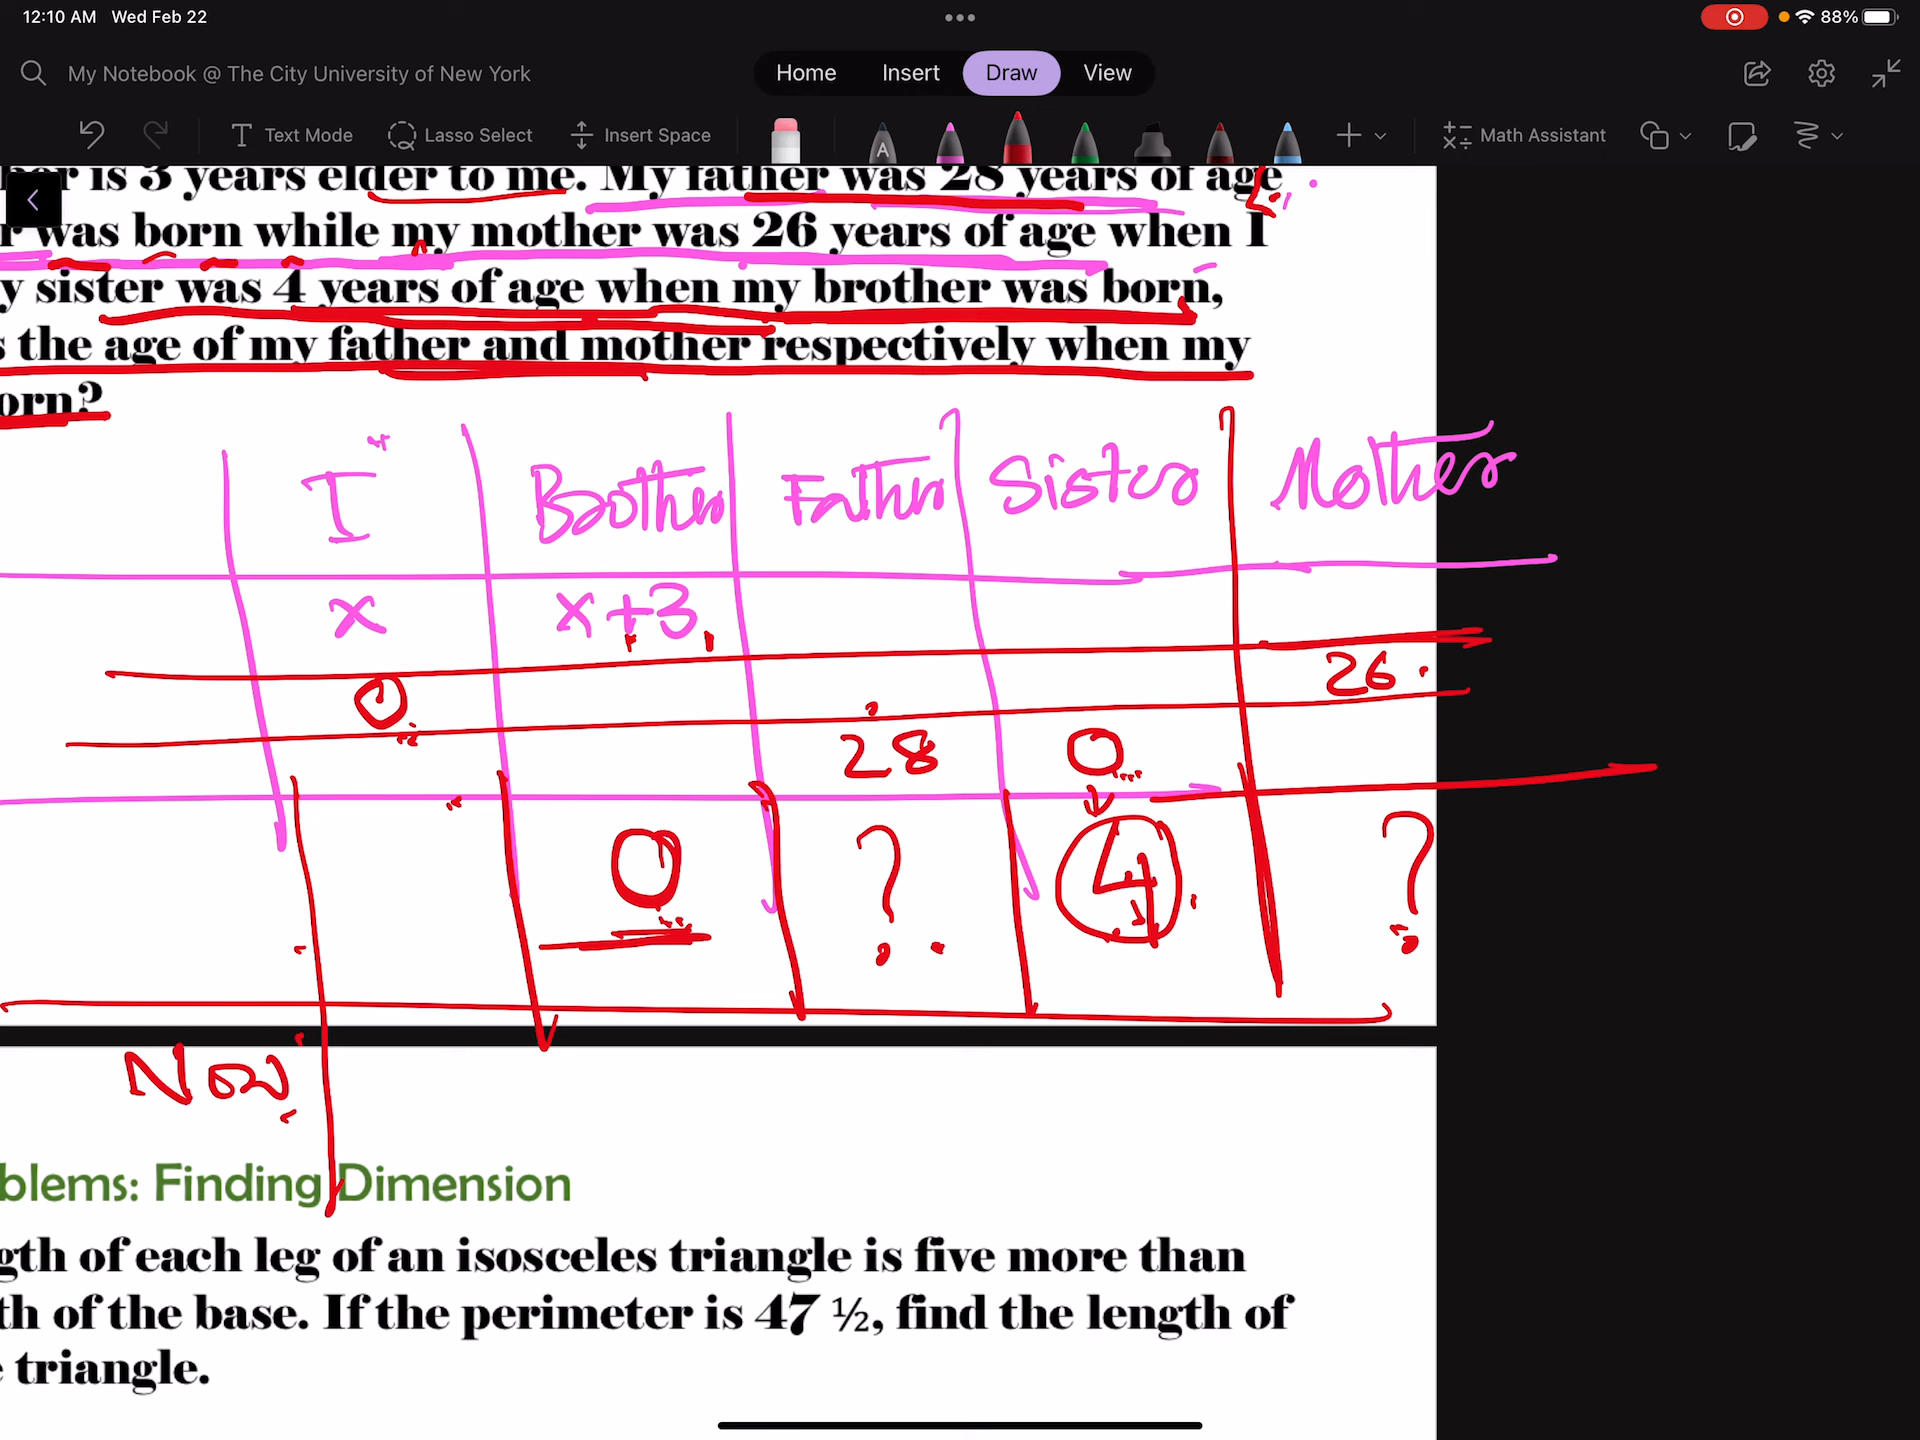 12:10 AM Wed Feb 22
88%
My Notebook @ The City University of New York
Home Insert Draw View
Text Mode Lasso Select Insert Space
A
Math Assistant
er is 3 years elder to me. My father was 28 years of age
r was born while my mother was 26 years of age when I
y sister was 4 years of age when my brother was born,
s the age of my father and mother respectively when my
orn?
I Brother Father Sister Mother
x x+3
0 26
28 0
0 ? 4 ?
Now
blems: Finding Dimension
gth of each leg of an isosceles triangle is five more than
th of the base. If the perimeter is 47 ½, find the length of
e triangle.